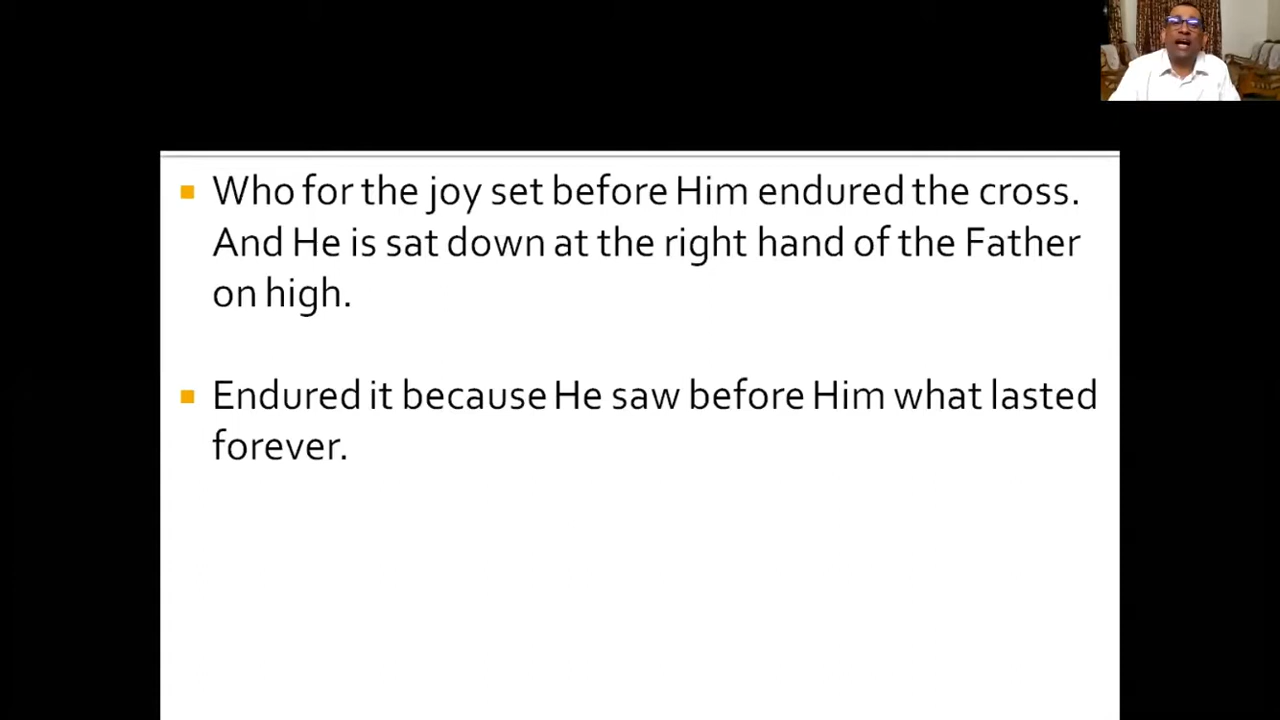 Who for the joy set before Him endured the cross.
And He is sat down at the right hand of the Father
on high.
Endured it because He saw before Him what lasted
forever.